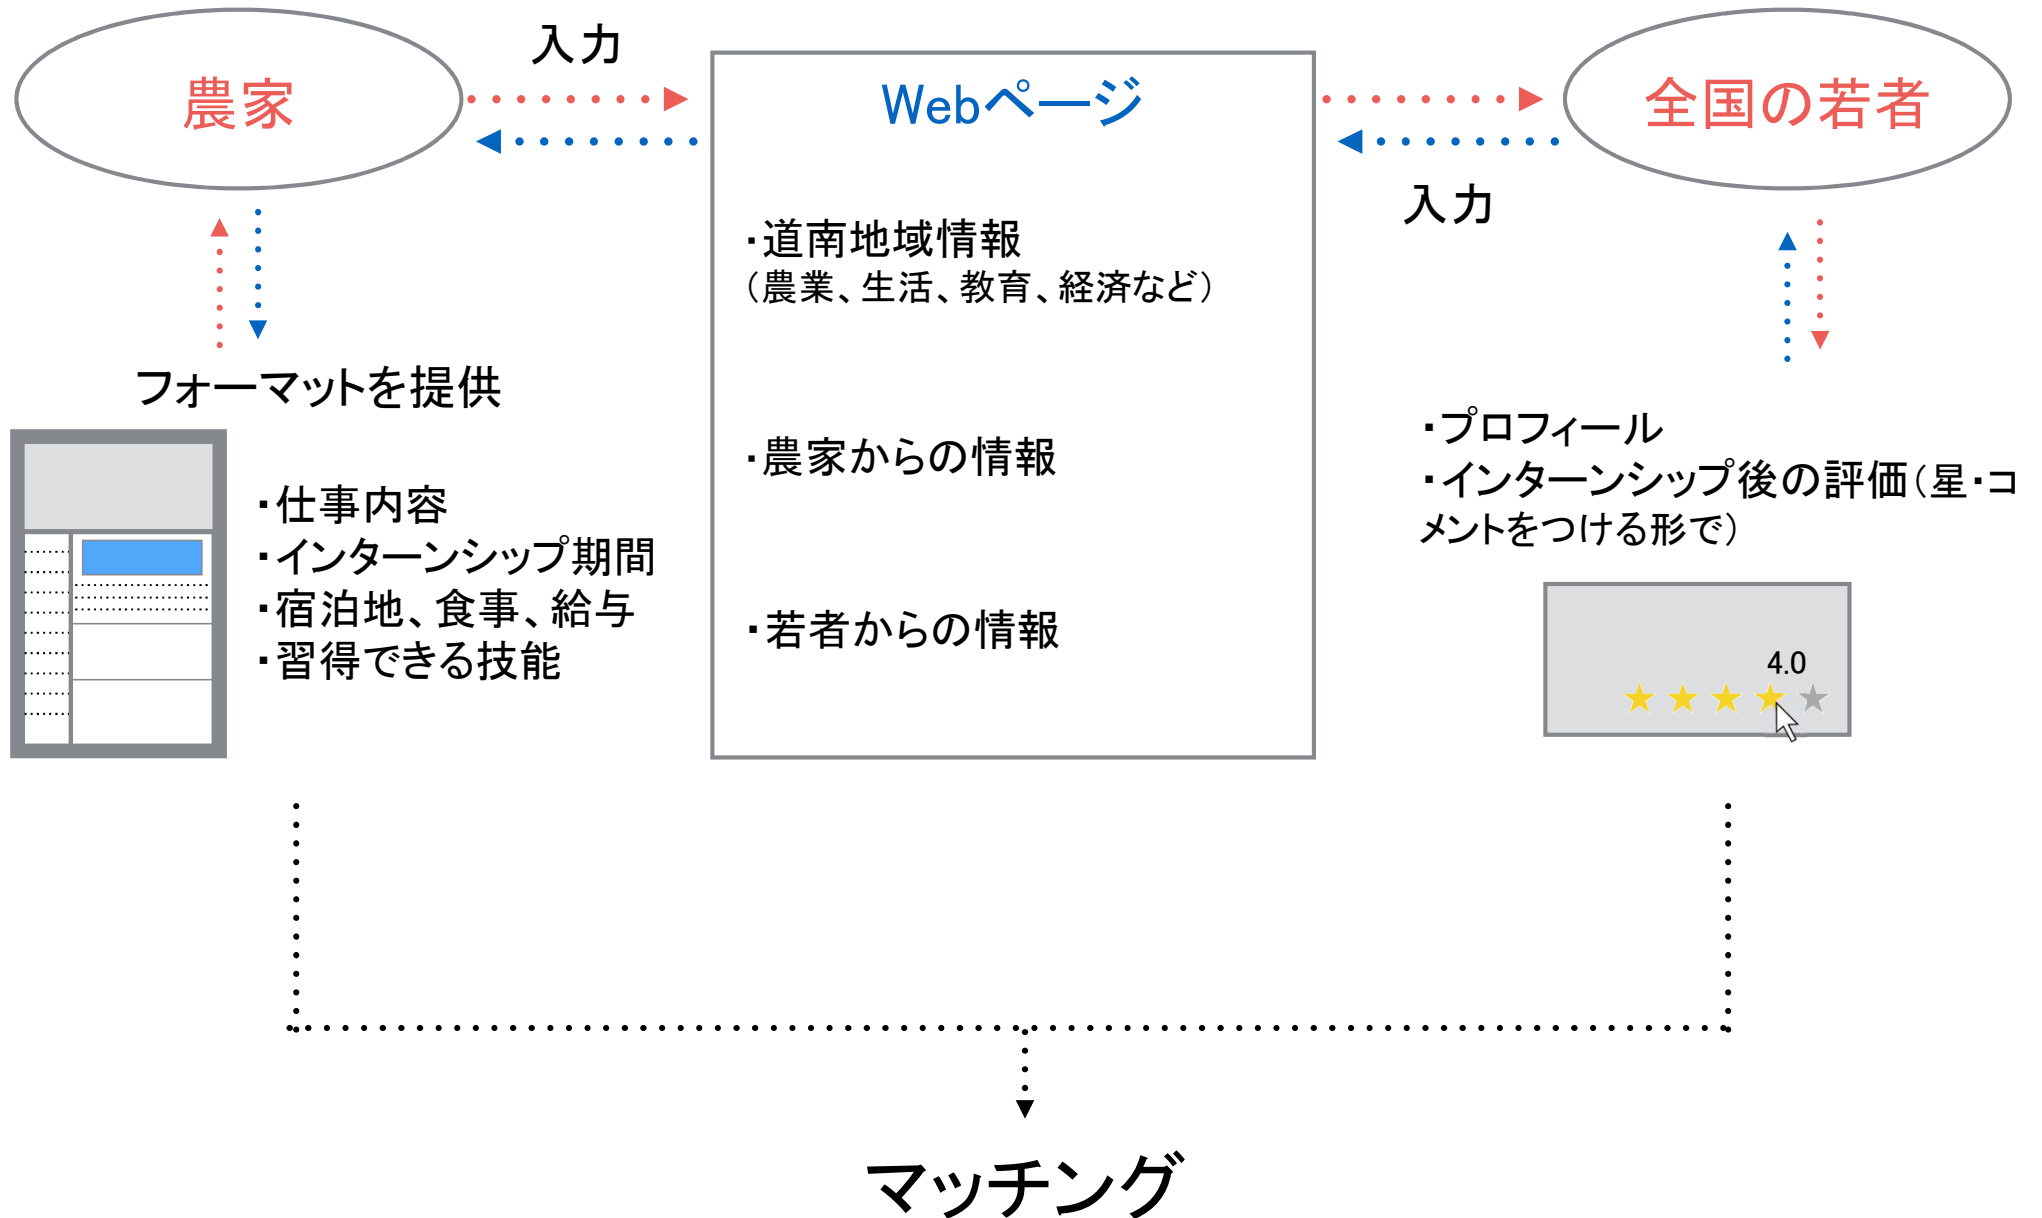 農家
入力
Webページ
全国の若者
入力
・道南地域情報
（農業、生活、教育、経済など）
・農家からの情報
・若者からの情報
フォーマットを提供
・仕事内容
・インターンシップ期間
・宿泊地、食事、給与
・習得できる技能
・プロフィール
・インターンシップ後の評価（星・コ
メントをつける形で）
4.0
マッチング